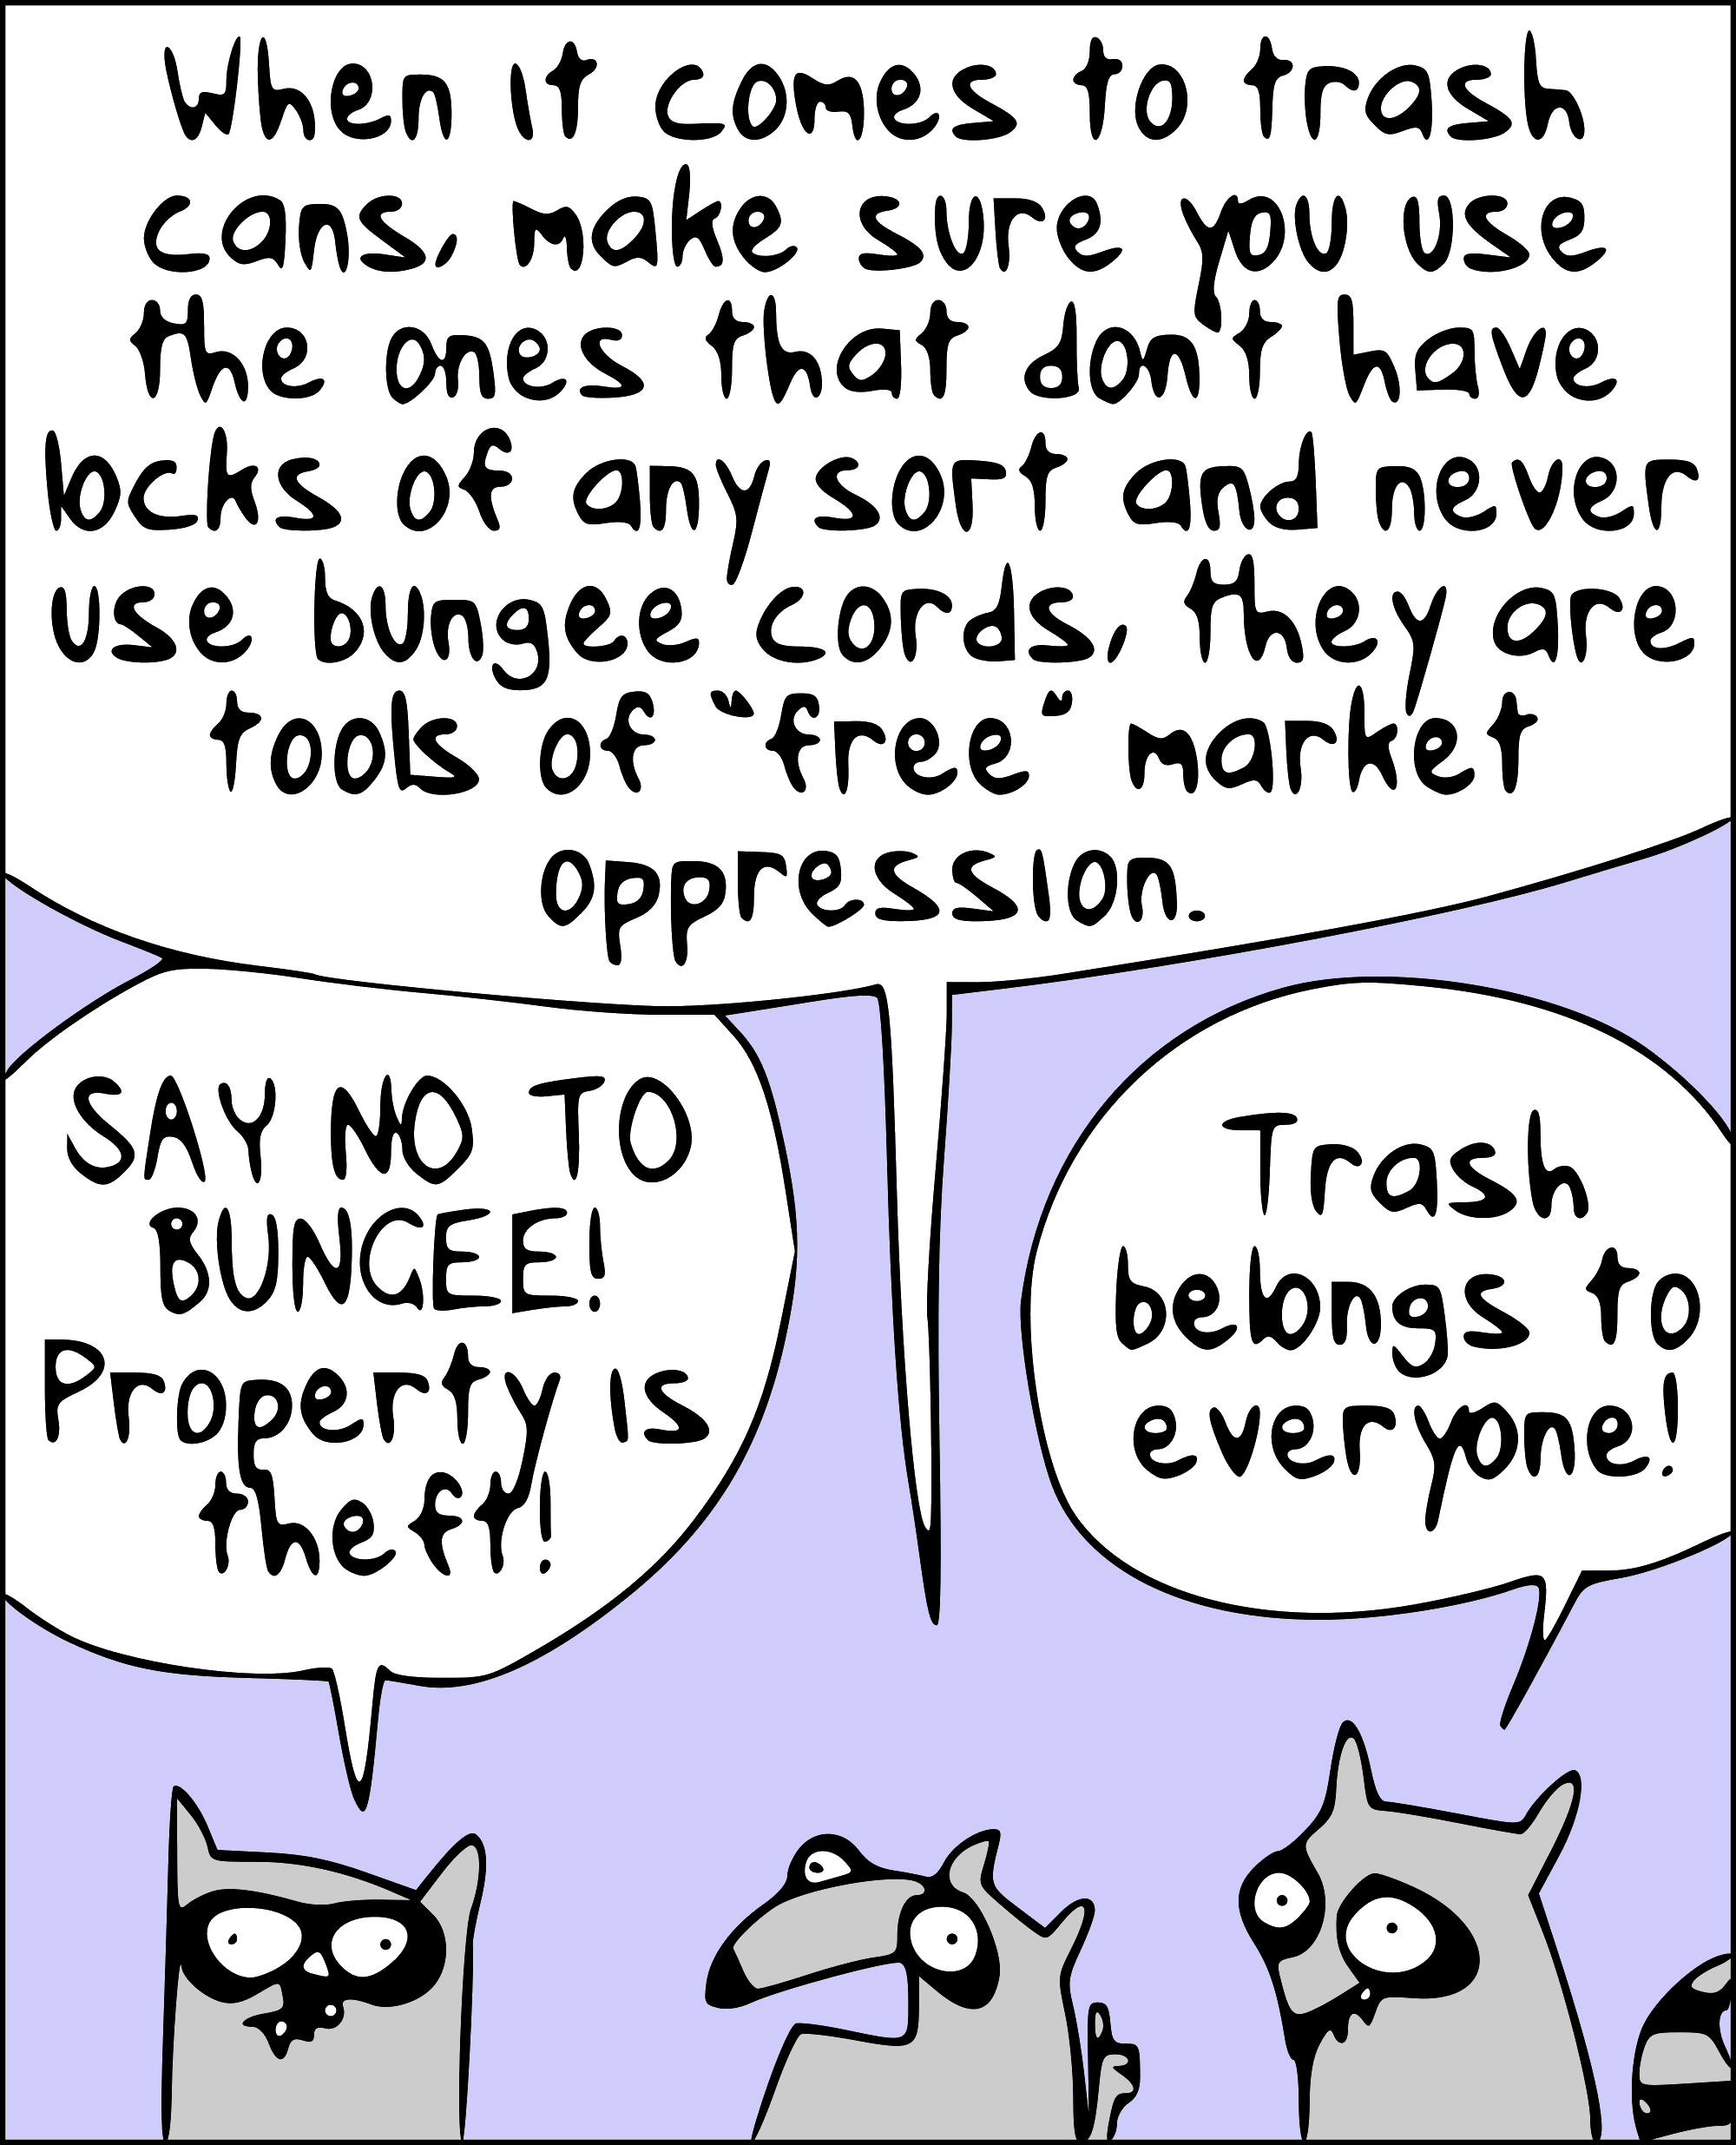 When it comes to trash
cans, make sure you use
the ones that don't have
locks of any sort and never
use bungee cords, they are
tools of "free" market
oppression.
SAY NO TO
BUNGEE!
Property is
theft!
Trash
belongs to
everyone!